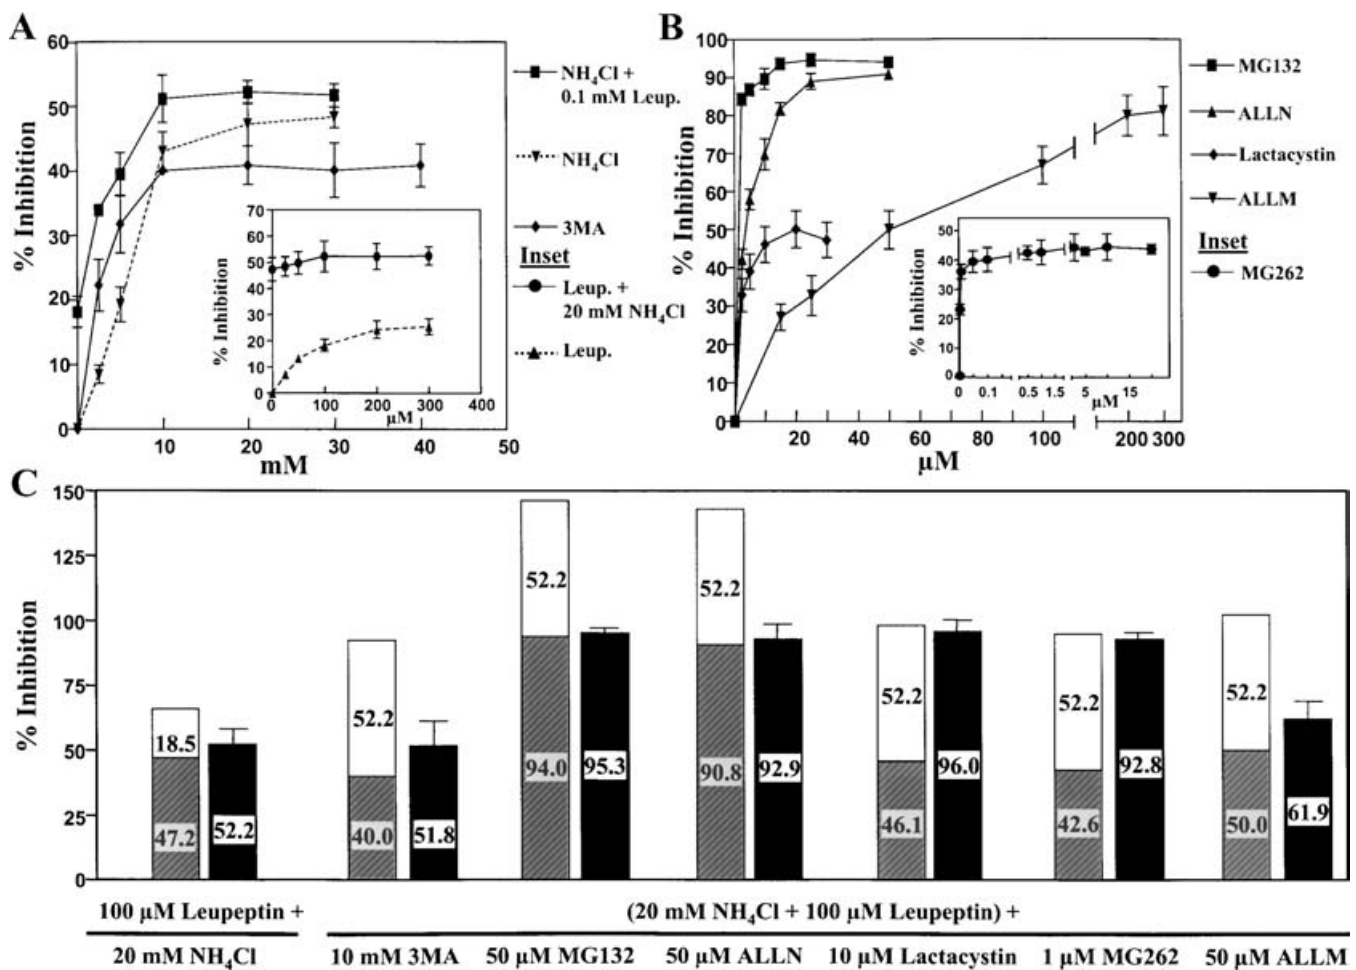 A
60
50
40
30
20
10
0
% Inhibition
10
20
30
40
50
mM
NH₄Cl +
0.1 mM Leup.
NH₄Cl
3MA
Inset
Leup. +
20 mM NH₄Cl
Leup.
70
60
50
40
30
20
10
0
% Inhibition
0
100
200
300
400
µM
B
100
90
80
70
60
50
40
30
20
10
0
% Inhibition
20
40
60
80
100
200
300
µM
MG132
ALLN
Lactacystin
ALLM
Inset
MG262
50
40
30
20
10
0
% Inhibition
0
0.1
0.5
1.5
5
15
µM
C
150
125
100
75
50
25
0
% Inhibition
18.5
47.2
52.2
52.2
40.0
51.8
52.2
94.0
95.3
52.2
90.8
92.9
52.2
46.1
96.0
52.2
42.6
92.8
52.2
50.0
61.9
100 µM Leupeptin +
(20 mM NH₄Cl + 100 µM Leupeptin) +
20 mM NH₄Cl
10 mM 3MA
50 µM MG132
50 µM ALLN
10 µM Lactacystin
1 µM MG262
50 µM ALLM